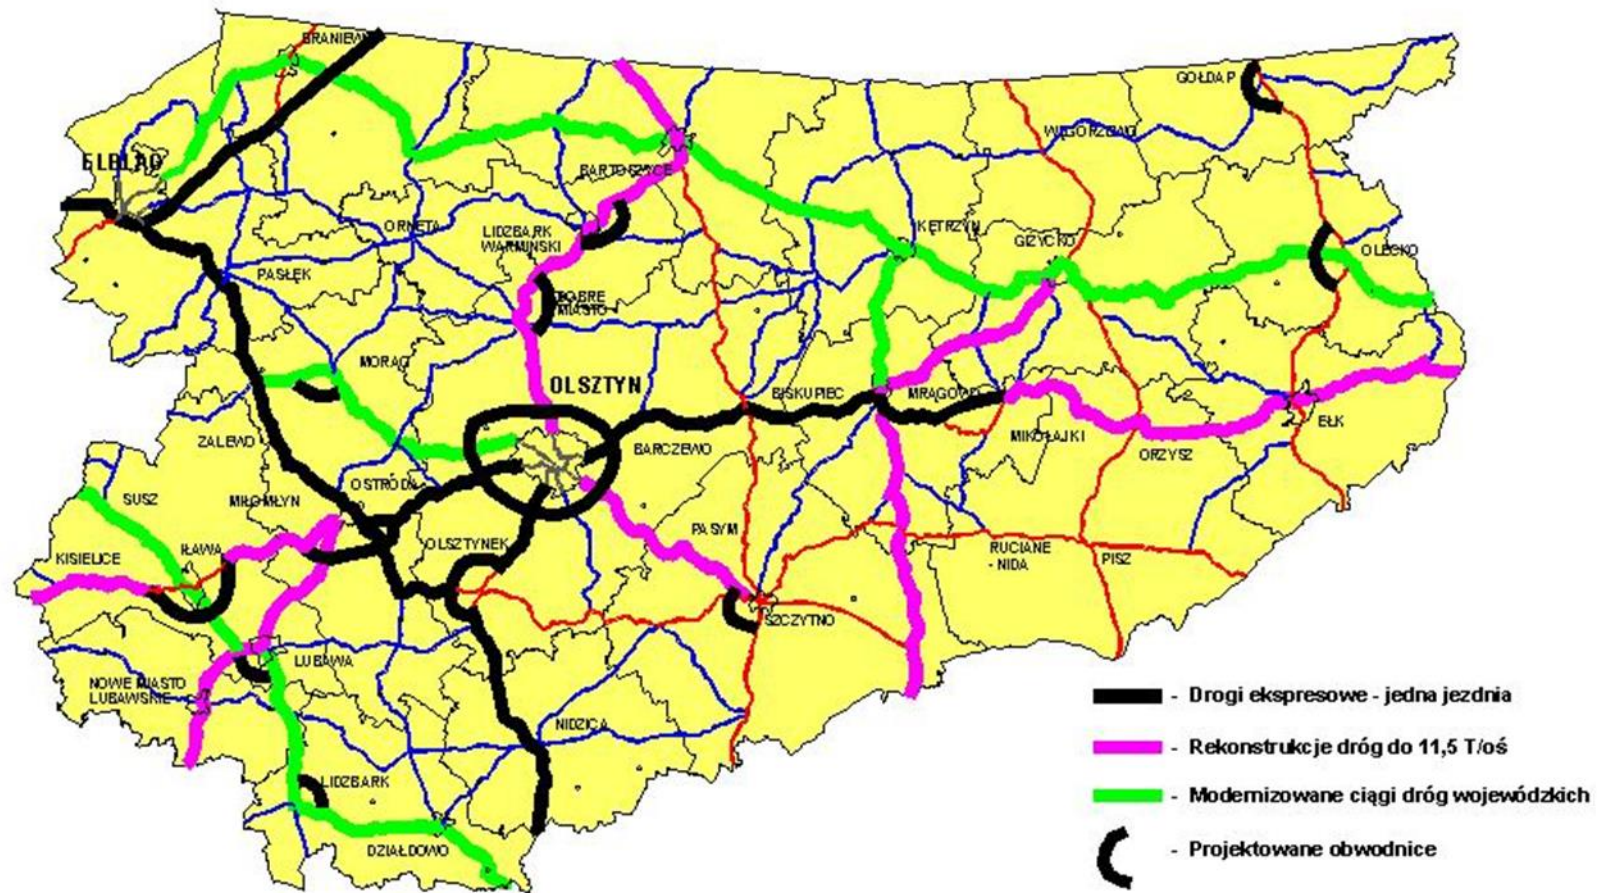 BRANIEWO
GOŁDAP
WĘGORZEWO
ELBLĄG
BARTOSZYCE
ORNETA
LIDZBARK
WARMIŃSKI
KĘTRZYN
GIŻYCKO
OLECKO
PASŁĘK
DOBRE
MIASTO
MORĄG
OLSZTYN
BISKUPIEC
MRĄGOWO
EŁK
ZALEWO
BARCZEWO
MIKOŁAJKI
ORZYSZ
OSTRÓDA
SUSZ
MIŁOMŁYN
PASYM
OLSZTYNEK
IŁAWA
KISIELICE
RUCIANE
- NIDA
PISZ
SZCZYTNO
LUBAWA
NOWE MIASTO
LUBAWSKIE
NIDZICA
LIDZBARK
DZIAŁDOWO
- Drogi ekspresowe - jedna jezdnia
- Rekonstrukcje dróg do 11,5 T/oś
- Modernizowane ciągi dróg wojewódzkich
- Projektowane obwodnice